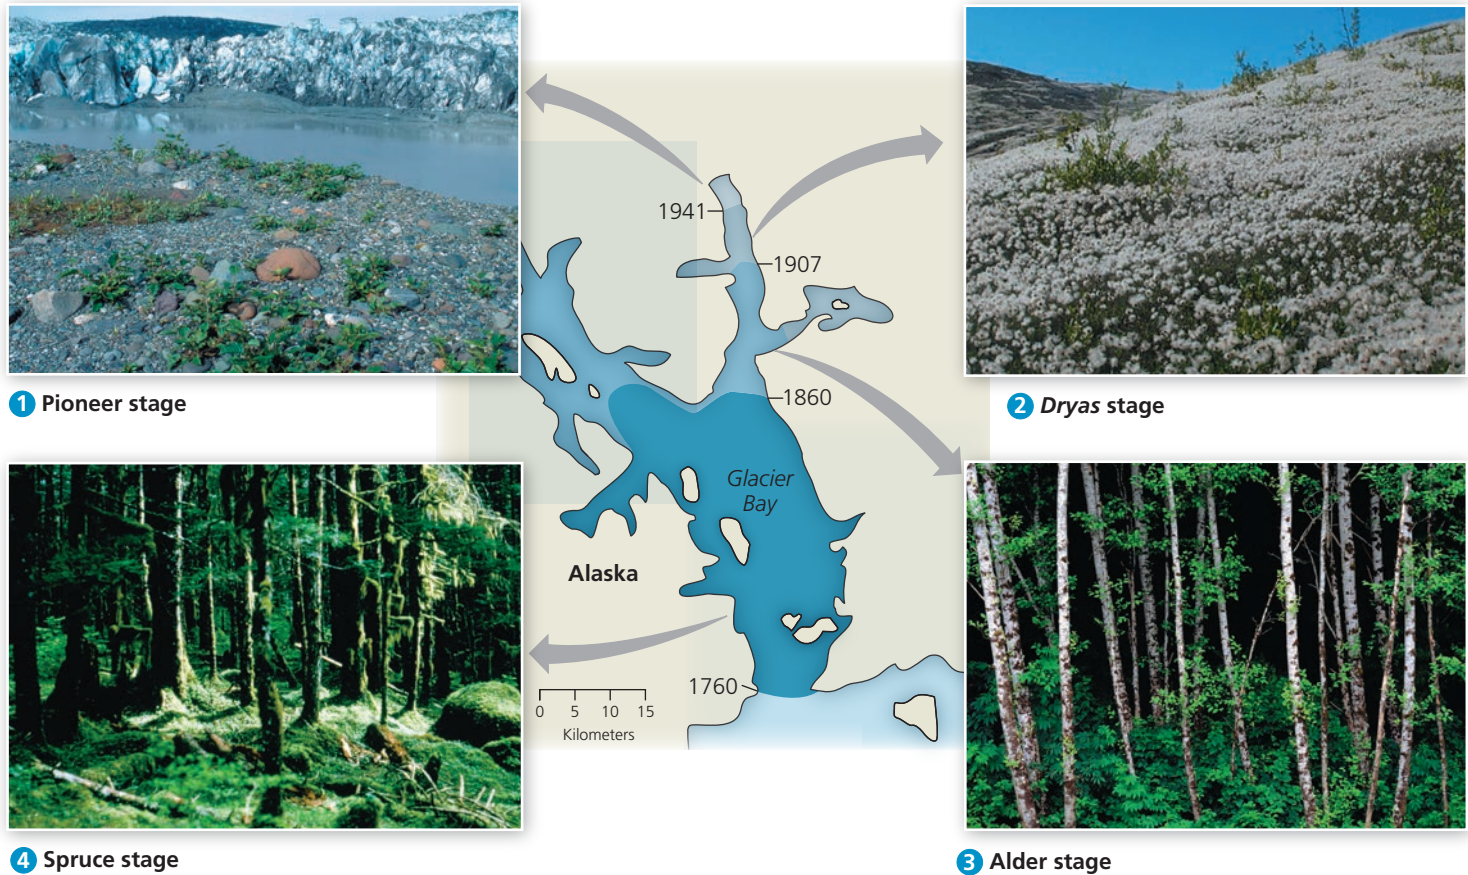 1941
1907
1 Pioneer stage
1860
2 Dryas stage
Glacier
Bay
Alaska
1760
0 5 10 15
Kilometers
4 Spruce stage
3 Alder stage